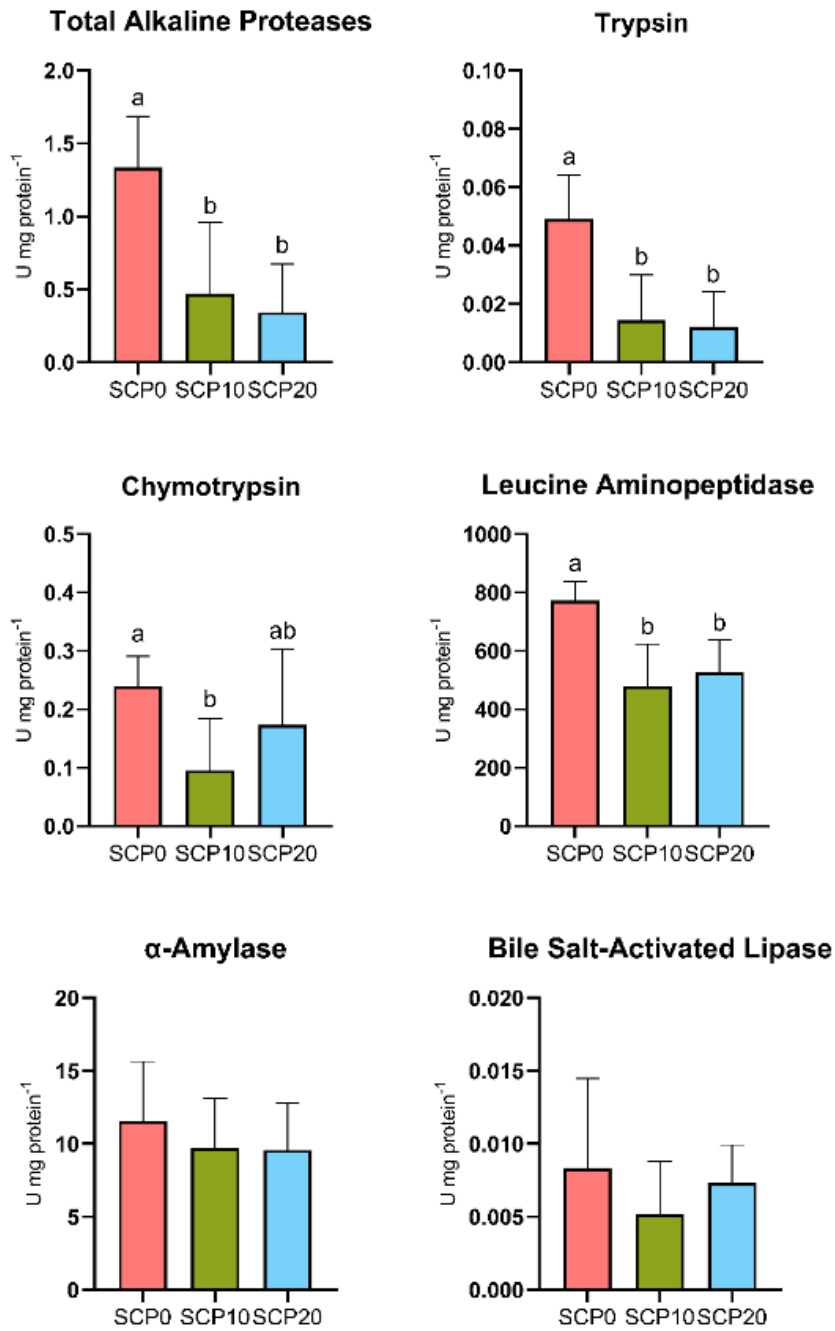 Total Alkaline Proteases
U mg protein⁻¹
2.0
1.5
1.0
0.5
0.0
a
b
b
SCP0 SCP10 SCP20
Trypsin
U mg protein⁻¹
0.10
0.08
0.06
0.04
0.02
0.00
a
b
b
SCP0 SCP10 SCP20
Chymotrypsin
U mg protein⁻¹
0.5
0.4
0.3
0.2
0.1
0.0
a
b
ab
SCP0 SCP10 SCP20
Leucine Aminopeptidase
U mg protein⁻¹
1000
800
600
400
200
0
a
b
b
SCP0 SCP10 SCP20
α-Amylase
U mg protein⁻¹
20
15
10
5
0
SCP0 SCP10 SCP20
Bile Salt-Activated Lipase
U mg protein⁻¹
0.020
0.015
0.010
0.005
0.000
SCP0 SCP10 SCP20